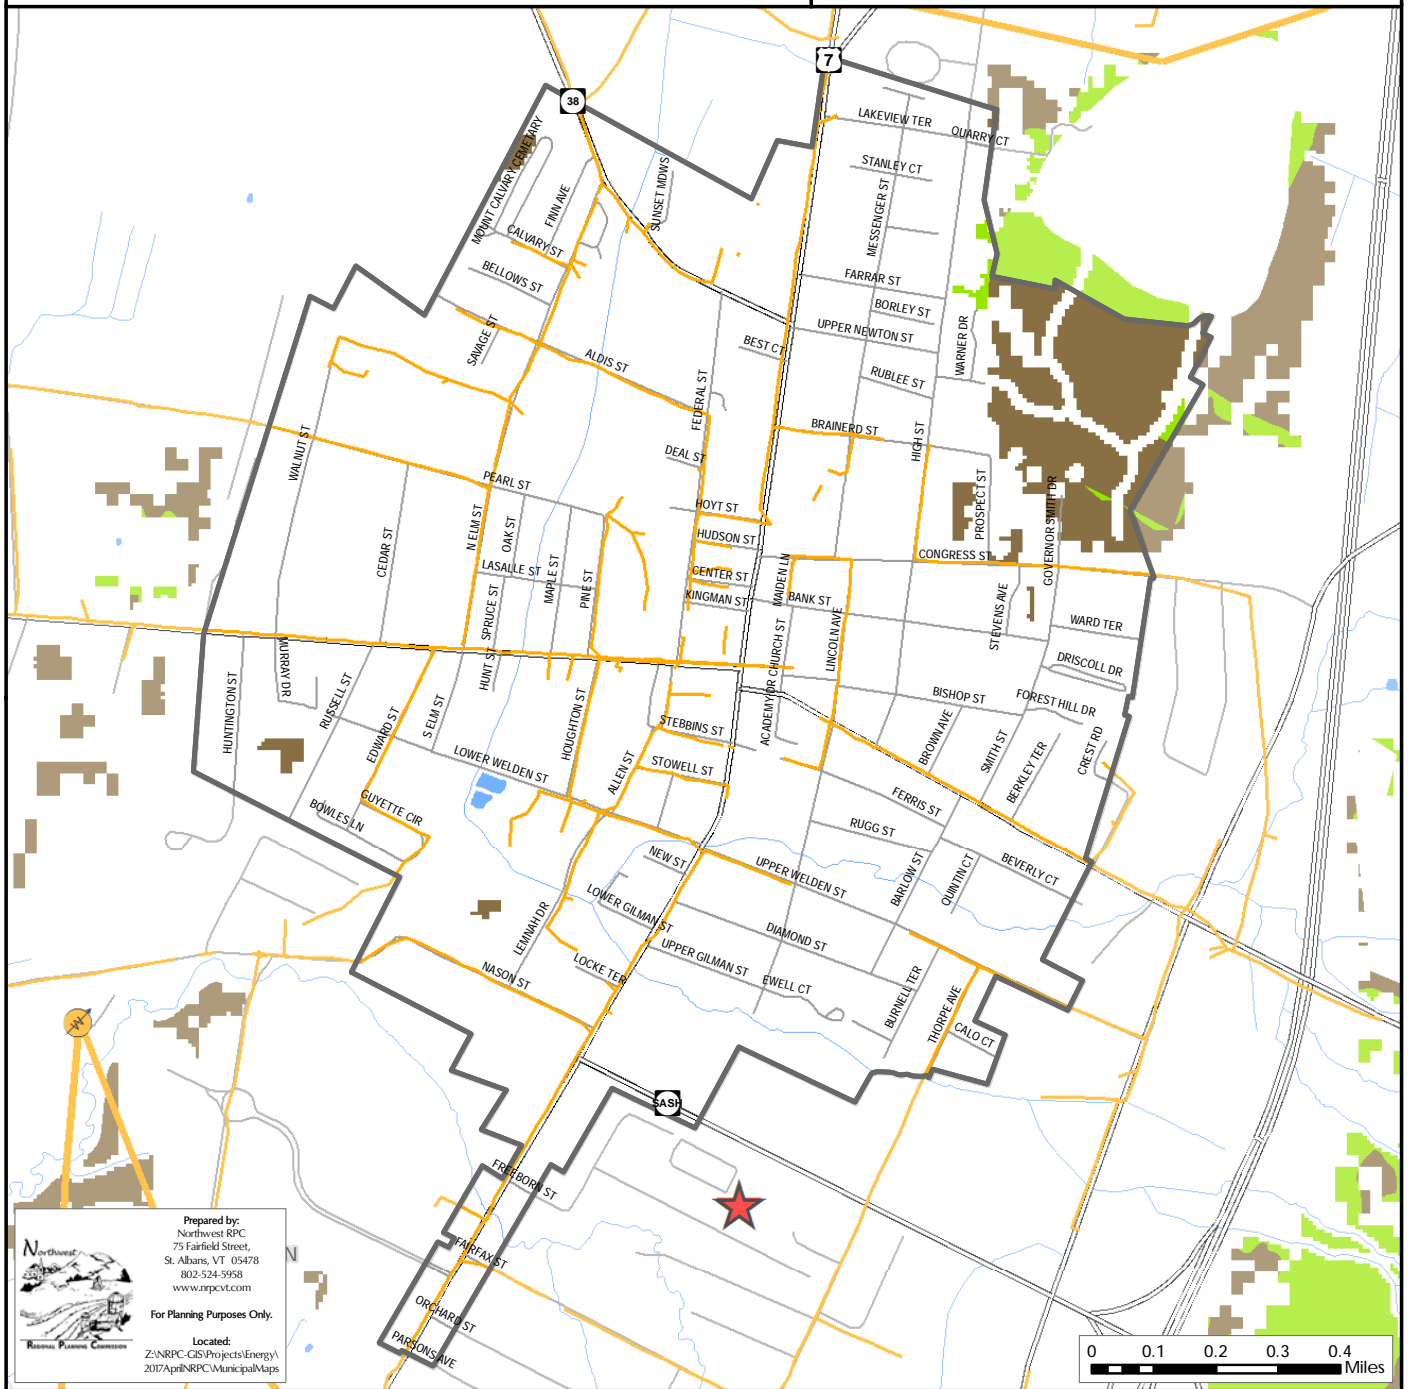 7
38
LAKEVIEW TER
QUARRY CT
MOUNT CALVARY CEMETARY
STANLEY CT
SUNSET MDWS
FINN AVE
MESSENGER ST
CALVARY ST
BELLOWS ST
FARRAR ST
BORLEY ST
SAVAGE ST
UPPER NEWTON ST
WARNER DR
BEST CT
ALDIS ST
RUBLEE ST
FEDERAL ST
BRAINERD ST
HIGH ST
WALNUT ST
DEAL ST
PEARL ST
PROSPECT ST
GOVERNOR SMITH DR
HOYT ST
N ELM ST
OAK ST
CEDAR ST
HUDSON ST
CONGRESS ST
LASALLE ST
MAPLE ST
PINE ST
CENTER ST
MAIDEN LN
KINGMAN ST
BANK ST
SPRUCE ST
STEVENS AVE
WARD TER
LINCOLN AVE
CHURCH ST
HUNT ST
MURRAY DR
DRISCOLL DR
RUSSELL ST
HUNTINGTON ST
S ELM ST
EDWARD ST
HOUGHTON ST
ACADEMY DR
BISHOP ST
FOREST HILL DR
STEBBINS ST
BROWN AVE
SMITH ST
CREST RD
LOWER WELDEN ST
ALLEN ST
STOWELL ST
BERKLEY TER
GUYETTE CIR
BOWLES LN
FERRIS ST
RUGG ST
NEW ST
UPPER WELDEN ST
BARLOW ST
QUINTIN CT
BEVERLY CT
LOWER GILMAN ST
LEMNAH DR
DIAMOND ST
UPPER GILMAN ST
LOCKE TER
NASON ST
EWELL CT
BURNELL TER
THORPE AVE
CALO CT
W
SASH
FREEBORN ST
FAIRFAX ST
ORCHARD ST
PARSONS AVE
N
Northwest
REGIONAL PLANNING COMMISSION
Prepared by:
Northwest RPC
75 Fairfield Street,
St. Albans, VT 05478
802-524-5958
www.nrpcvt.com
For Planning Purposes Only.
Located:
Z:\NRPC-GIS\Projects\Energy\
2017AprilNRPC\MunicipalMaps
0 0.1 0.2 0.3 0.4
Miles